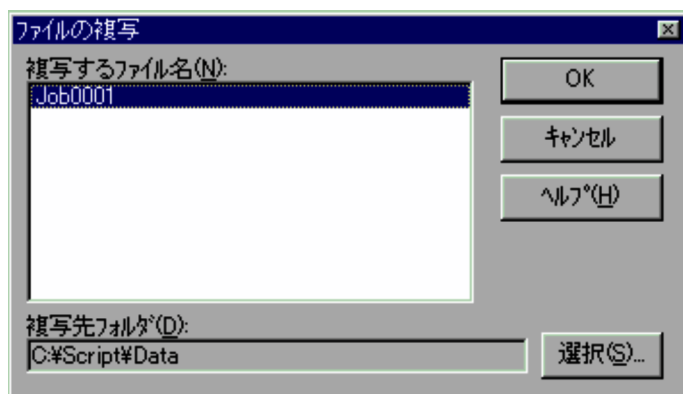 ファイルの複写
複写するファイル名(N):
Job0001
OK
キャンセル
ヘルプ(H)
複写先フォルダ(D):
C:¥Script¥Data
選択(S)...